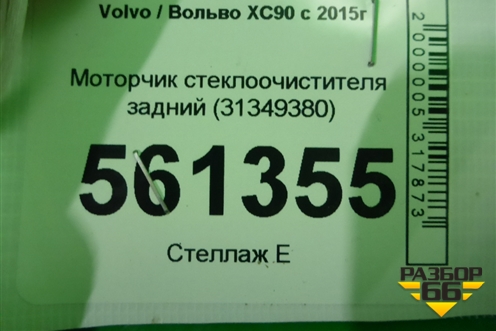 Volvo / Вольво XC90 с 2015г
Моторчик стеклоочистителя
задний (31349380)
561355
Стеллаж Е
2000005317873
РАЗБОР
66